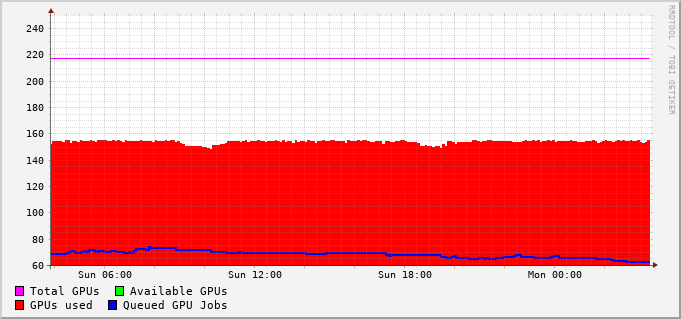 RRDTOOL / TOBI OETIKER
240
220
200
180
160
140
120
100
80
60
Sun 06:00 Sun 12:00 Sun 18:00 Mon 00:00
Total GPUs Available GPUs
GPUs used Queued GPU Jobs